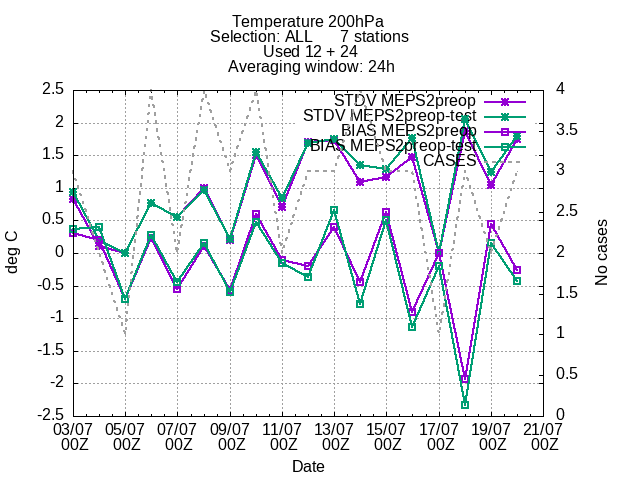 Temperature 200hPa
Selection: ALL 7 stations
Used 12 + 24
Averaging window: 24h
2.5
2
1.5
1
0.5
0
-0.5
-1
-1.5
-2
-2.5
4
3.5
3
2.5
2
1.5
1
0.5
0
deg C
No cases
STDV MEPS2preop
STDV MEPS2preop-test
BIAS MEPS2preop
BIAS MEPS2preop-test
CASES
03/07 05/07 07/07 09/07 11/07 13/07 15/07 17/07 19/07 21/07
00Z 00Z 00Z 00Z 00Z 00Z 00Z 00Z 00Z 00Z
Date